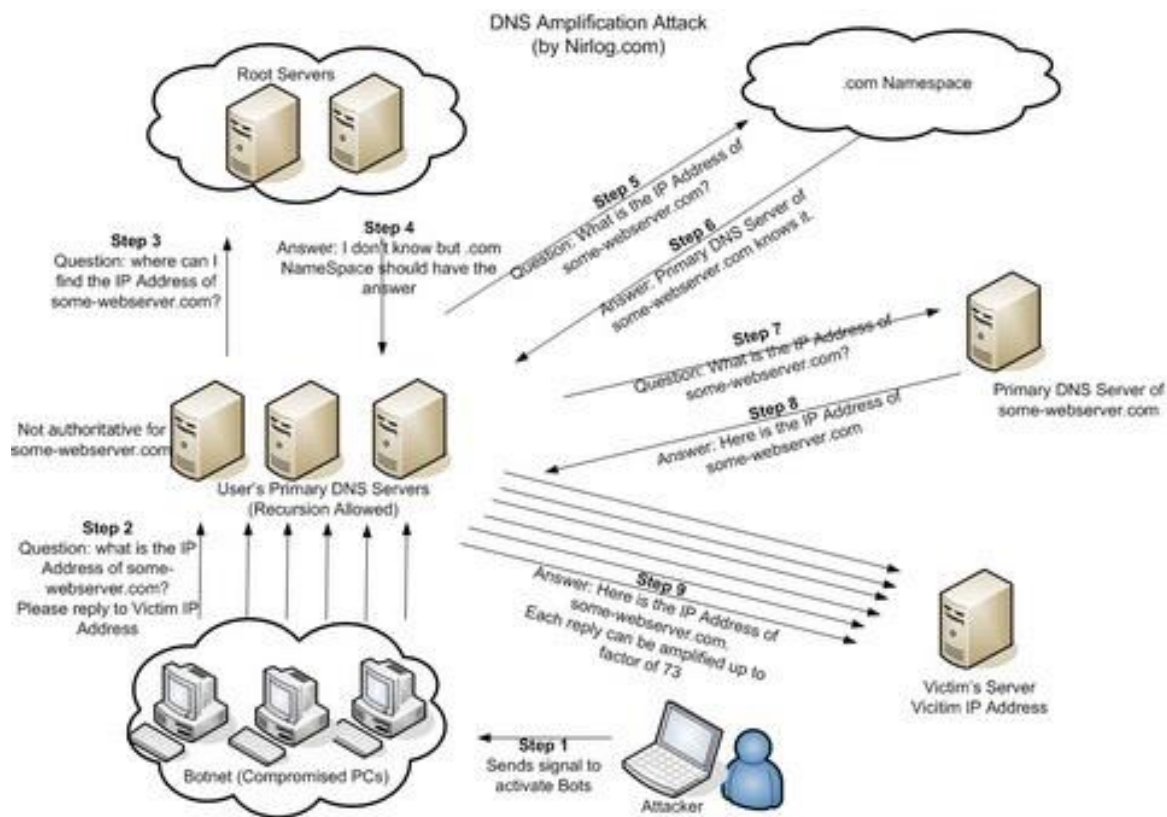 DNS Amplification Attack
(by Nirlog.com)
Root Servers
.com Namespace
Step 3
Question: where can I
find the IP Address of
some-webserver.com?
Step 4
Answer: I don't know but .com
NameSpace should have the
answer
Step 5
Question: What is the IP Address of
some-webserver.com?
Step 6
Answer: Primary DNS Server of
some-webserver.com knows it.
Step 7
Question: What is the IP Address of
some-webserver.com?
Primary DNS Server of
some-webserver.com
Step 8
Answer: Here is the IP Address of
some-webserver.com
Not authoritative for
some-webserver.com
User's Primary DNS Servers
(Recursion Allowed)
Step 2
Question: what is the IP
Address of some-
webserver.com?
Please reply to Victim IP
Address
Step 9
Answer: Here is the IP Address of
some-webserver.com.
Each reply can be amplified up to
factor of 73
Victim's Server
Vicitim IP Address
Botnet (Compromised PCs)
Step 1
Sends signal to
activate Bots
Attacker